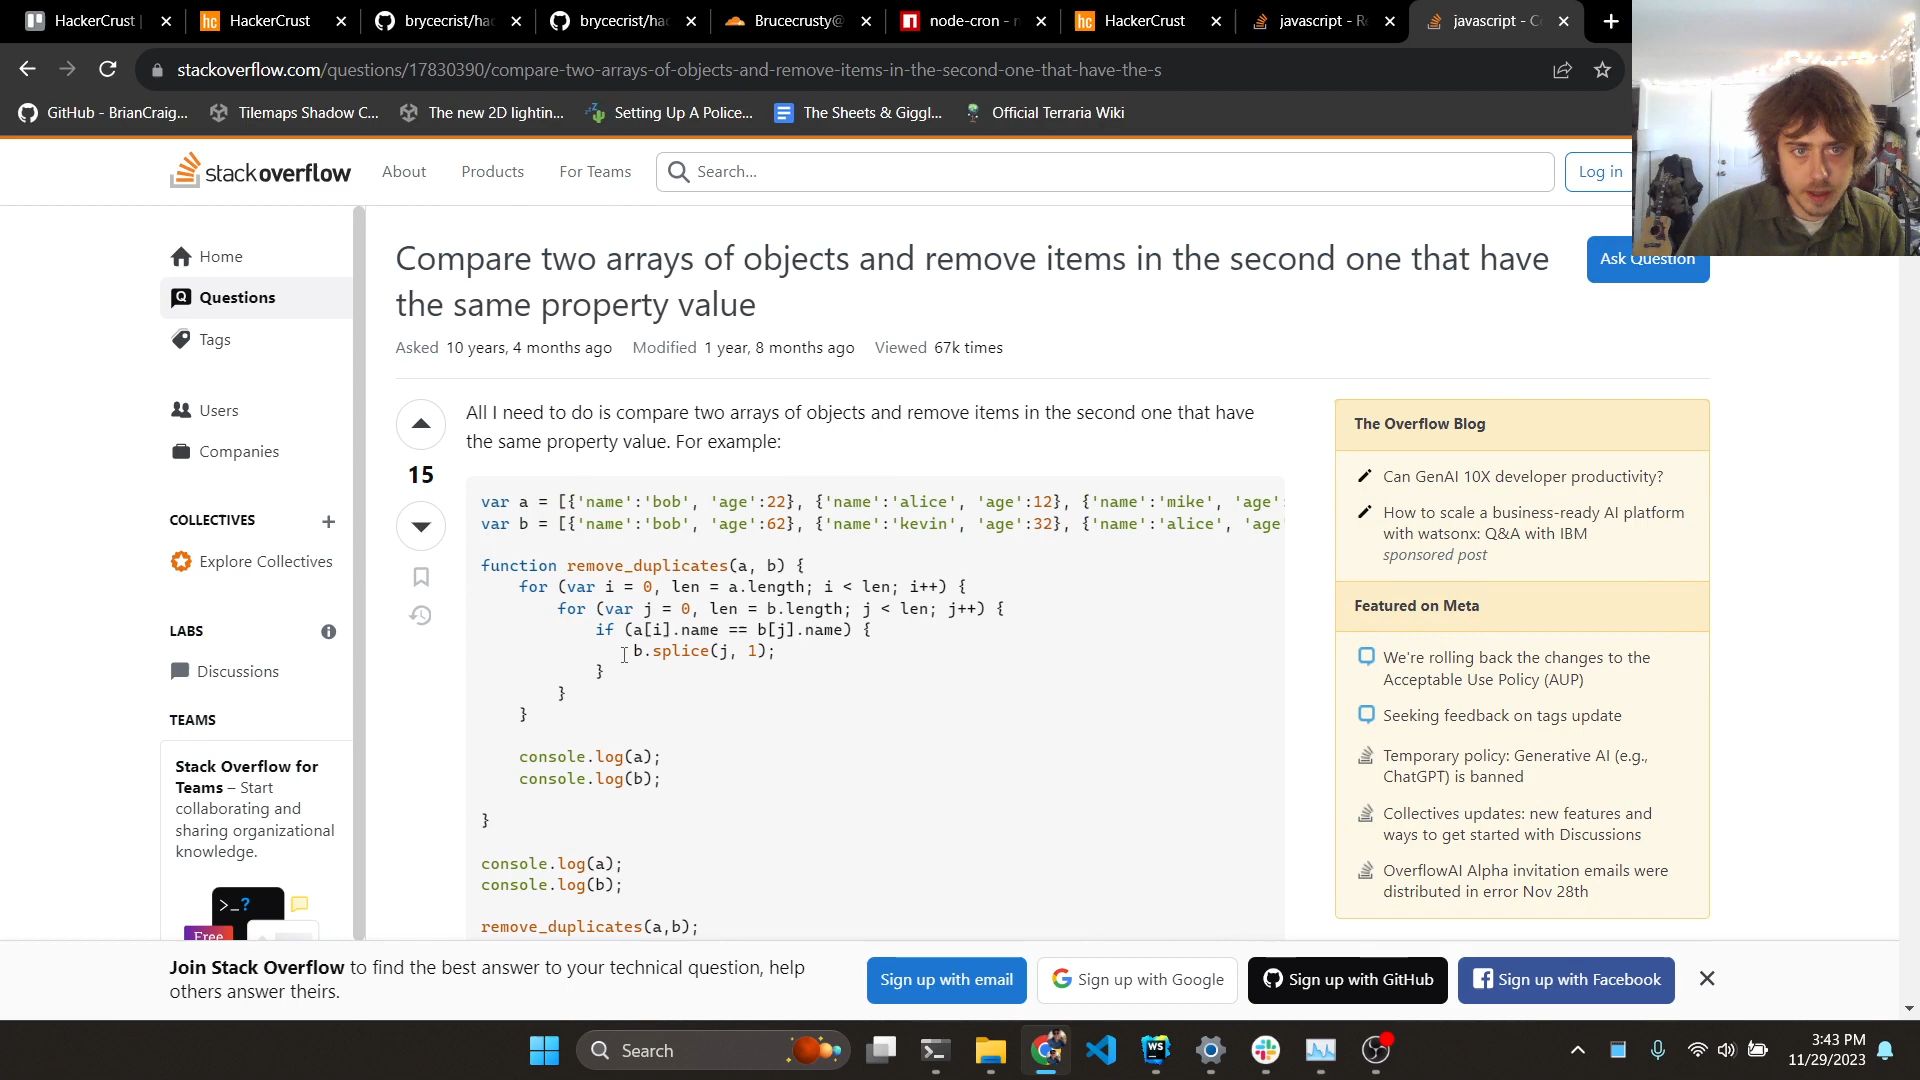 HackerCrust |
HackerCrust
brycecrist/hac
brycecrist/hac
Brucecrusty@
node-cron - n
HackerCrust
javascript - Re
javascript - Co
stackoverflow.com/questions/17830390/compare-two-arrays-of-objects-and-remove-items-in-the-second-one-that-have-the-s
GitHub - BrianCraig...
Tilemaps Shadow C...
The new 2D lightin...
Setting Up A Police...
The Sheets & Giggl...
Official Terraria Wiki
stackoverflow
About
Products
For Teams
Search...
Log in
Home
Questions
Tags
Users
Companies
COLLECTIVES
Explore Collectives
LABS
Discussions
TEAMS
Stack Overflow for
Teams – Start
collaborating and
sharing organizational
knowledge.
>_?
Free
Compare two arrays of objects and remove items in the second one that have
the same property value
Ask Question
Asked 10 years, 4 months ago Modified 1 year, 8 months ago Viewed 67k times
15
All I need to do is compare two arrays of objects and remove items in the second one that have
the same property value. For example:
var a = [{'name':'bob', 'age':22}, {'name':'alice', 'age':12}, {'name':'mike', 'age':
var b = [{'name':'bob', 'age':62}, {'name':'kevin', 'age':32}, {'name':'alice', 'age'
function remove_duplicates(a, b) {
for (var i = 0, len = a.length; i < len; i++) {
for (var j = 0, len = b.length; j < len; j++) {
if (a[i].name == b[j].name) {
b.splice(j, 1);
}
}
}
console.log(a);
console.log(b);
}
console.log(a);
console.log(b);
remove_duplicates(a,b);
The Overflow Blog
Can GenAI 10X developer productivity?
How to scale a business-ready AI platform
with watsonx: Q&A with IBM
sponsored post
Featured on Meta
We're rolling back the changes to the
Acceptable Use Policy (AUP)
Seeking feedback on tags update
Temporary policy: Generative AI (e.g.,
ChatGPT) is banned
Collectives updates: new features and
ways to get started with Discussions
OverflowAI Alpha invitation emails were
distributed in error Nov 28th
Join Stack Overflow to find the best answer to your technical question, help
others answer theirs.
Sign up with email
Sign up with Google
Sign up with GitHub
Sign up with Facebook
Search
WS
3:43 PM
11/29/2023